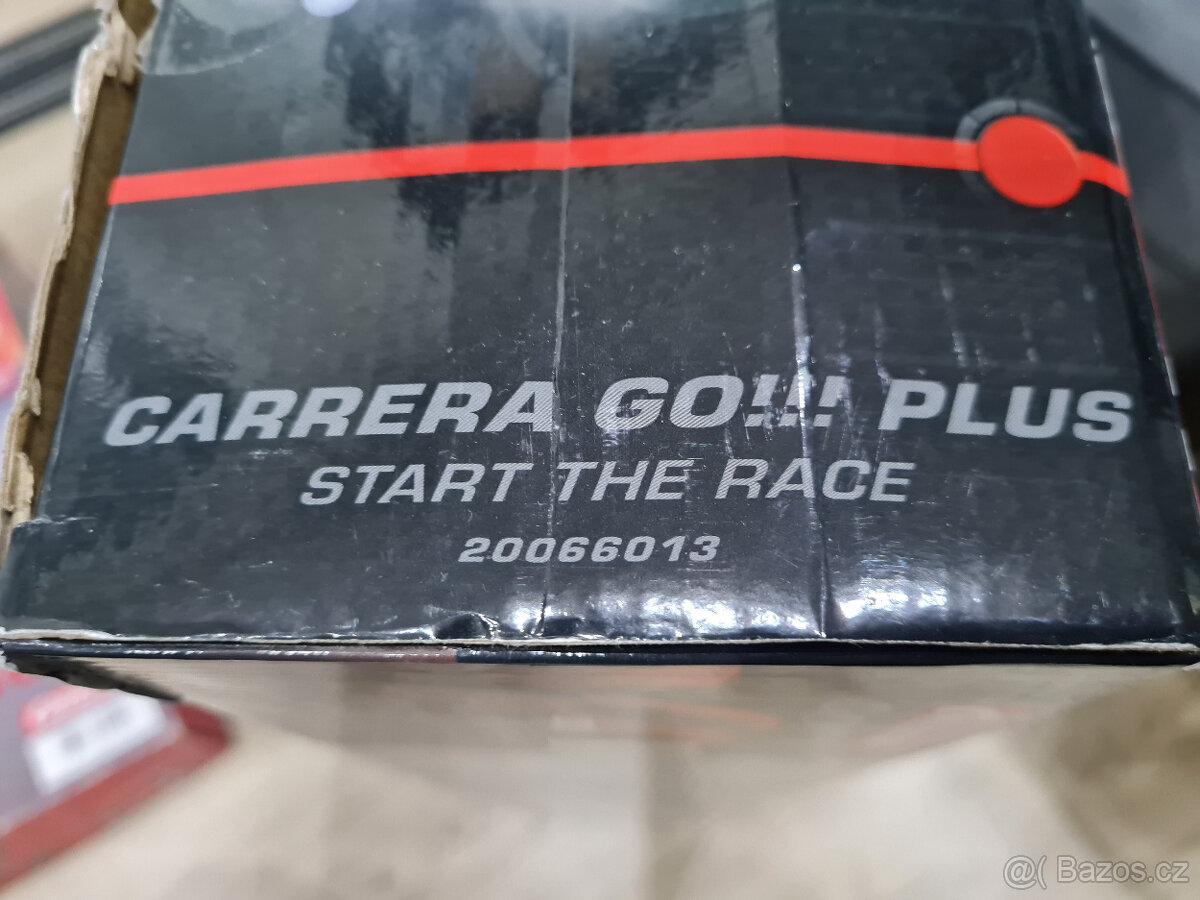 CARRERA GO!!! PLUS
START THE RACE
20066013
@( Bazos.cz